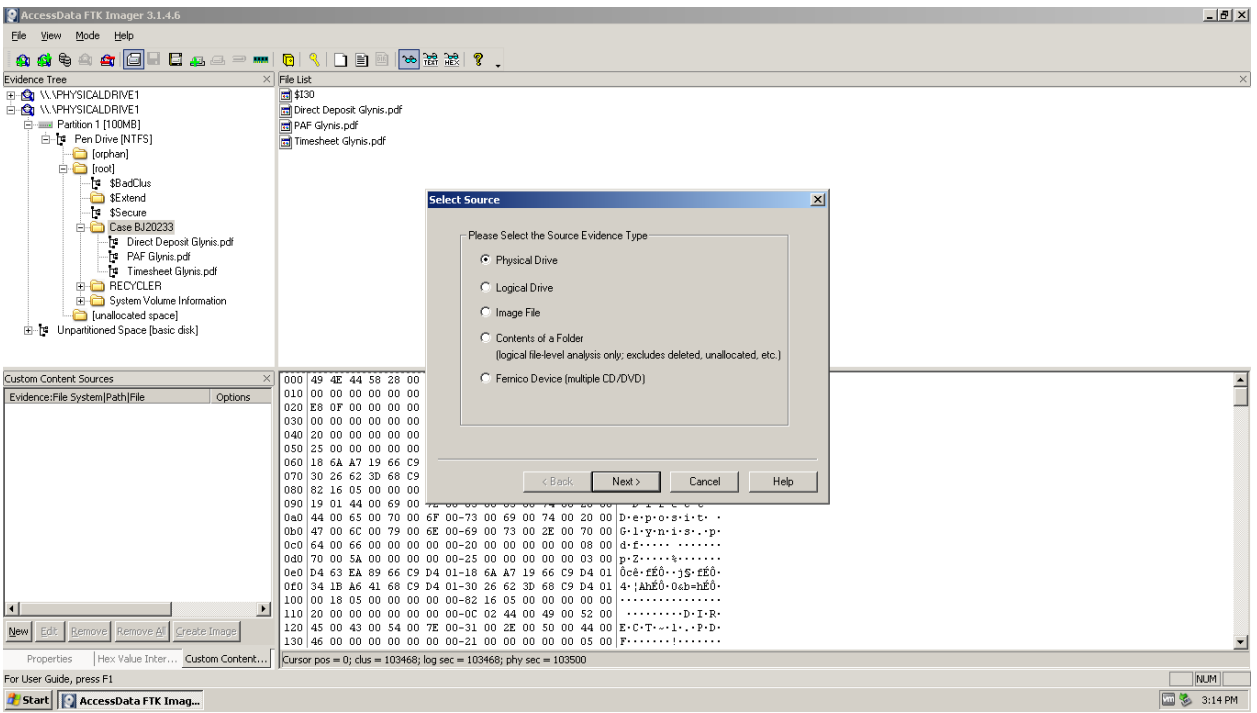 AccessData FTK Imager 3.1.4.6
File View Mode Help
Evidence Tree
\\.\PHYSICALDRIVE1
\\.\PHYSICALDRIVE1
Partition 1 [100MB]
Pen Drive [NTFS]
[orphan]
[root]
$BadClus
$Extend
$Secure
Case BJ20233
Direct Deposit Glynis.pdf
PAF Glynis.pdf
Timesheet Glynis.pdf
RECYCLER
System Volume Information
[unallocated space]
Unpartitioned Space [basic disk]
File List
$I30
Direct Deposit Glynis.pdf
PAF Glynis.pdf
Timesheet Glynis.pdf
Select Source
Please Select the Source Evidence Type
Physical Drive
Logical Drive
Image File
Contents of a Folder
(logical file-level analysis only; excludes deleted, unallocated, etc.)
Fernico Device (multiple CD/DVD)
< Back Next > Cancel Help
Custom Content Sources
Evidence:File System|Path|File Options
New Edit Remove Remove All Create Image
Properties Hex Value Inter... Custom Content...
000 49 4E 44 58 28 00
010 00 00 00 00 00 00
020 E8 0F 00 00 00 00
030 00 00 00 00 00 00
040 20 00 00 00 00 00
050 25 00 00 00 00 00
060 18 6A A7 19 66 C9
070 30 26 62 3D 68 C9
080 82 16 05 00 00 00
090 19 01 44 00 69 00
0a0 44 00 65 00 70 00 6F 00-73 00 69 00 74 00 20 00 D·e·p·o·s·i·t· ·
0b0 47 00 6C 00 79 00 6E 00-69 00 73 00 2E 00 70 00 G·l·y·n·i·s·.·p·
0c0 64 00 66 00 00 00 00 00-20 00 00 00 00 00 08 00 d·f····· ·······
0d0 70 00 5A 00 00 00 00 00-25 00 00 00 00 00 03 00 p·Z·····%·······
0e0 D4 63 EA 89 66 C9 D4 01-18 6A A7 19 66 C9 D4 01 Ôcê·fÉÔ··j§·fÉÔ·
0f0 34 1B A6 41 68 C9 D4 01-30 26 62 3D 68 C9 D4 01 4·¦AhÉÔ·0&b=hÉÔ·
100 00 18 05 00 00 00 00 00-82 16 05 00 00 00 00 00 ················
110 20 00 00 00 00 00 00 00-0C 02 44 00 49 00 52 00 ·········D·I·R·
120 45 00 43 00 54 00 7E 00-31 00 2E 00 50 00 44 00 E·C·T·~·1·.·P·D·
130 46 00 00 00 00 00 00 00-21 00 00 00 00 00 05 00 F·······!·······
Cursor pos = 0; clus = 103468; log sec = 103468; phy sec = 103500
For User Guide, press F1
NUM
Start AccessData FTK Imag... 3:14 PM